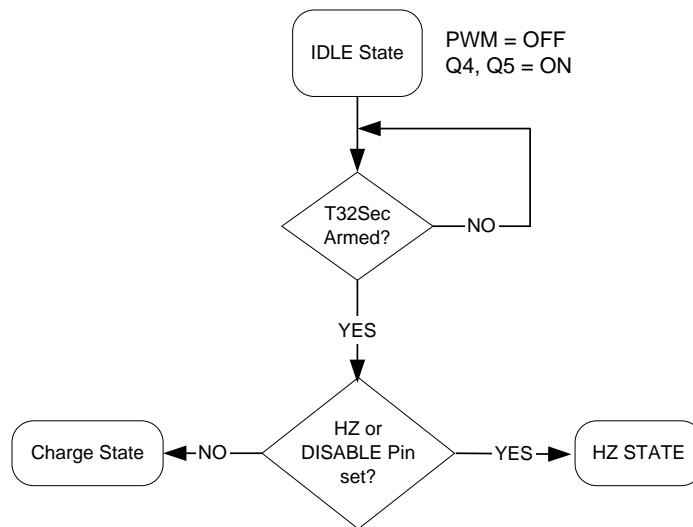 IDLE State
PWM = OFF
Q4, Q5 = ON
T32Sec
Armed?
NO
YES
HZ or
DISABLE Pin
set?
Charge State
NO
YES
HZ STATE